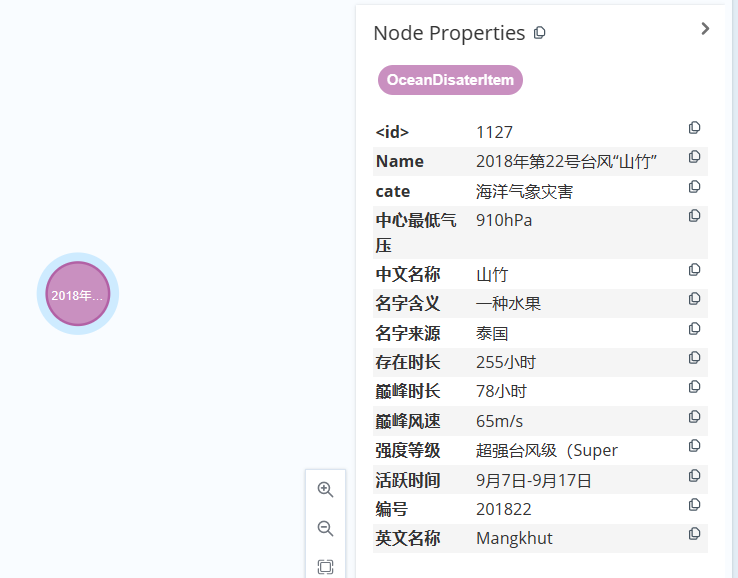 Node Properties
OceanDisaterItem
<id> 1127
Name 2018年第22号台风“山竹”
cate 海洋气象灾害
中心最低气压 910hPa
中文名称 山竹
名字含义 一种水果
名字来源 泰国
存在时长 255小时
巅峰时长 78小时
巅峰风速 65m/s
强度等级 超强台风级（Super
活跃时间 9月7日-9月17日
编号 201822
英文名称 Mangkhut
2018年...